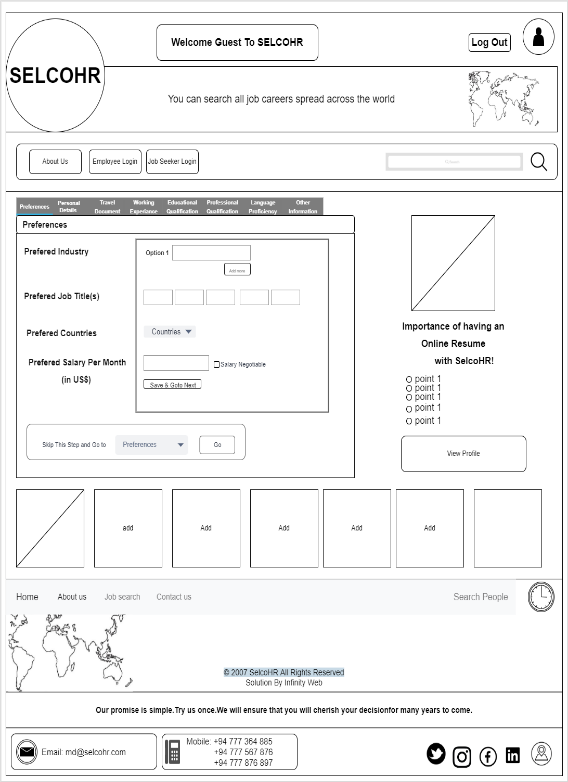 Welcome Guest To SELCOHR
Log Out
SELCOHR
You can search all job careers spread across the world
About Us
Employee Login
Job Seeker Login
Preferences
Personal Details
Travel Document
Working Experiance
Educational Qualification
Professional Qualification
Language Proficiency
Other Information
Preferences
Prefered Industry
Option 1
Add more
Prefered Job Title(s)
Prefered Countries
Countries
Prefered Salary Per Month
(in US$)
Salary Negotiable
Save & Goto Next
Skip This Step and Go to
Preferences
Go
Importance of having an
Online Resume
with SelcoHR!
point 1
point 1
point 1
point 1
point 1
View Profile
add
Add
Add
Add
Add
Home
About us
Job search
Contact us
Search People
© 2007 SelcoHR All Rights Reserved
Solution By Infinity Web
Our promise is simple.Try us once.We will ensure that you will cherish your decisionfor many years to come.
Email: md@selcohr.com
Mobile: +94 777 364 885
+94 777 567 876
+94 777 876 897